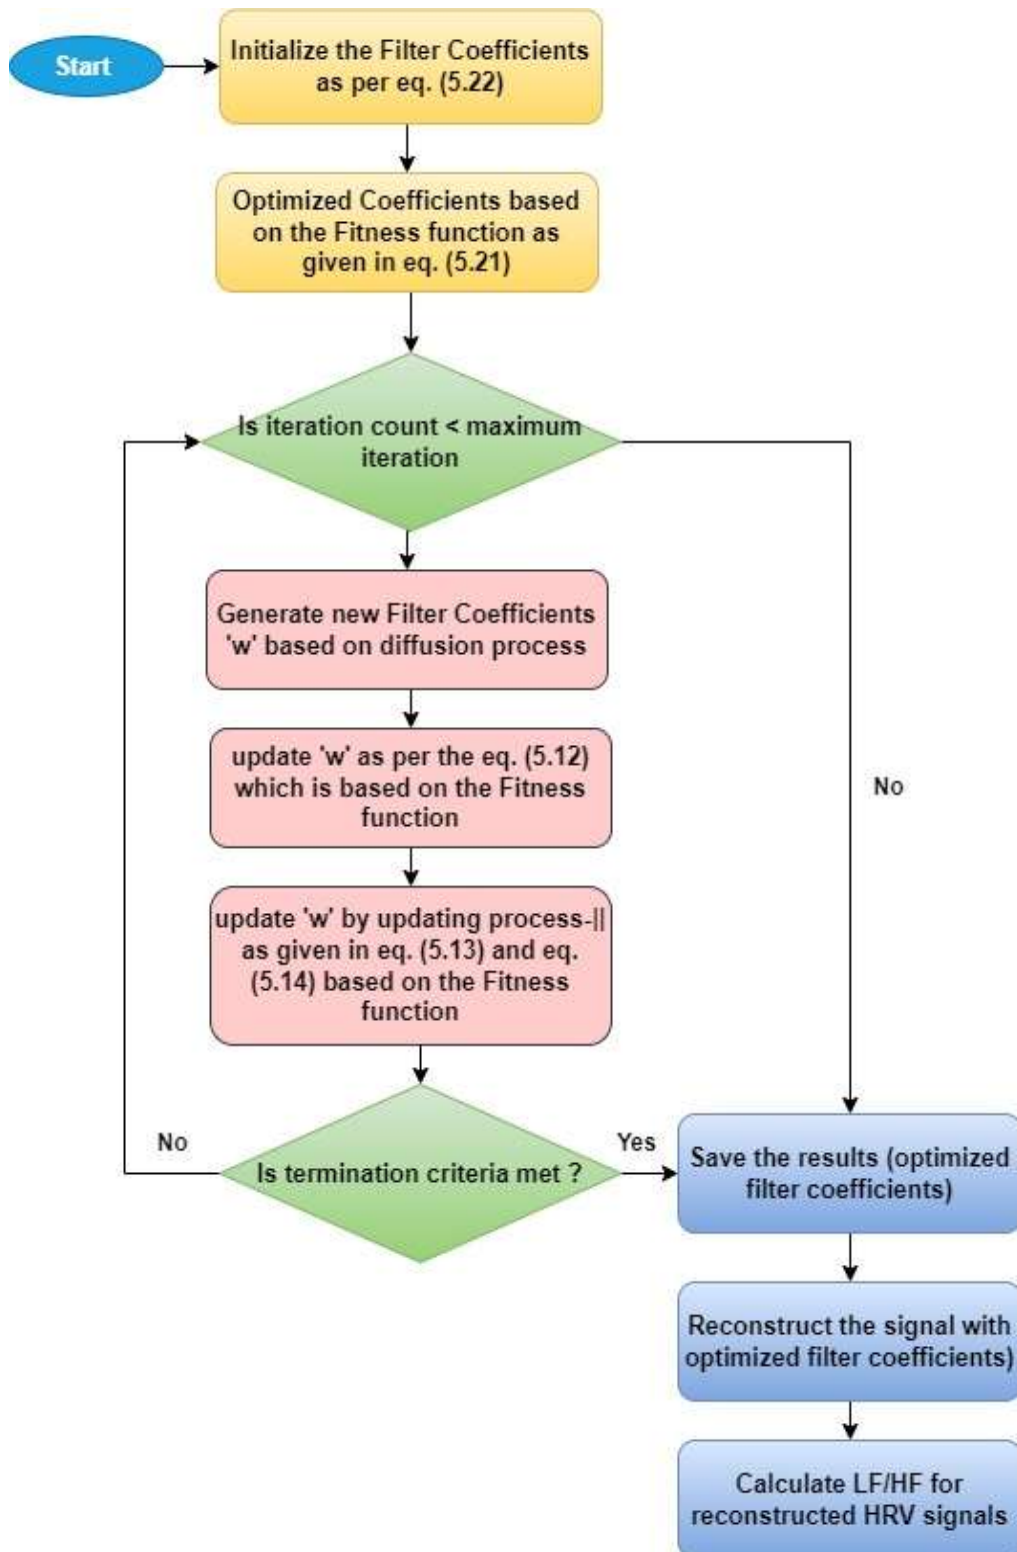 Start
Initialize the Filter Coefficients
as per eq. (5.22)
Optimized Coefficients based
on the Fitness function as
given in eq. (5.21)
Is iteration count < maximum
iteration
Generate new Filter Coefficients
'w' based on diffusion process
update 'w' as per the eq. (5.12)
which is based on the Fitness
function
No
update 'w' by updating process-||
as given in eq. (5.13) and eq.
(5.14) based on the Fitness
function
No
Is termination criteria met ?
Yes
Save the results (optimized
filter coefficients)
Reconstruct the signal with
optimized filter coefficients)
Calculate LF/HF for
reconstructed HRV signals